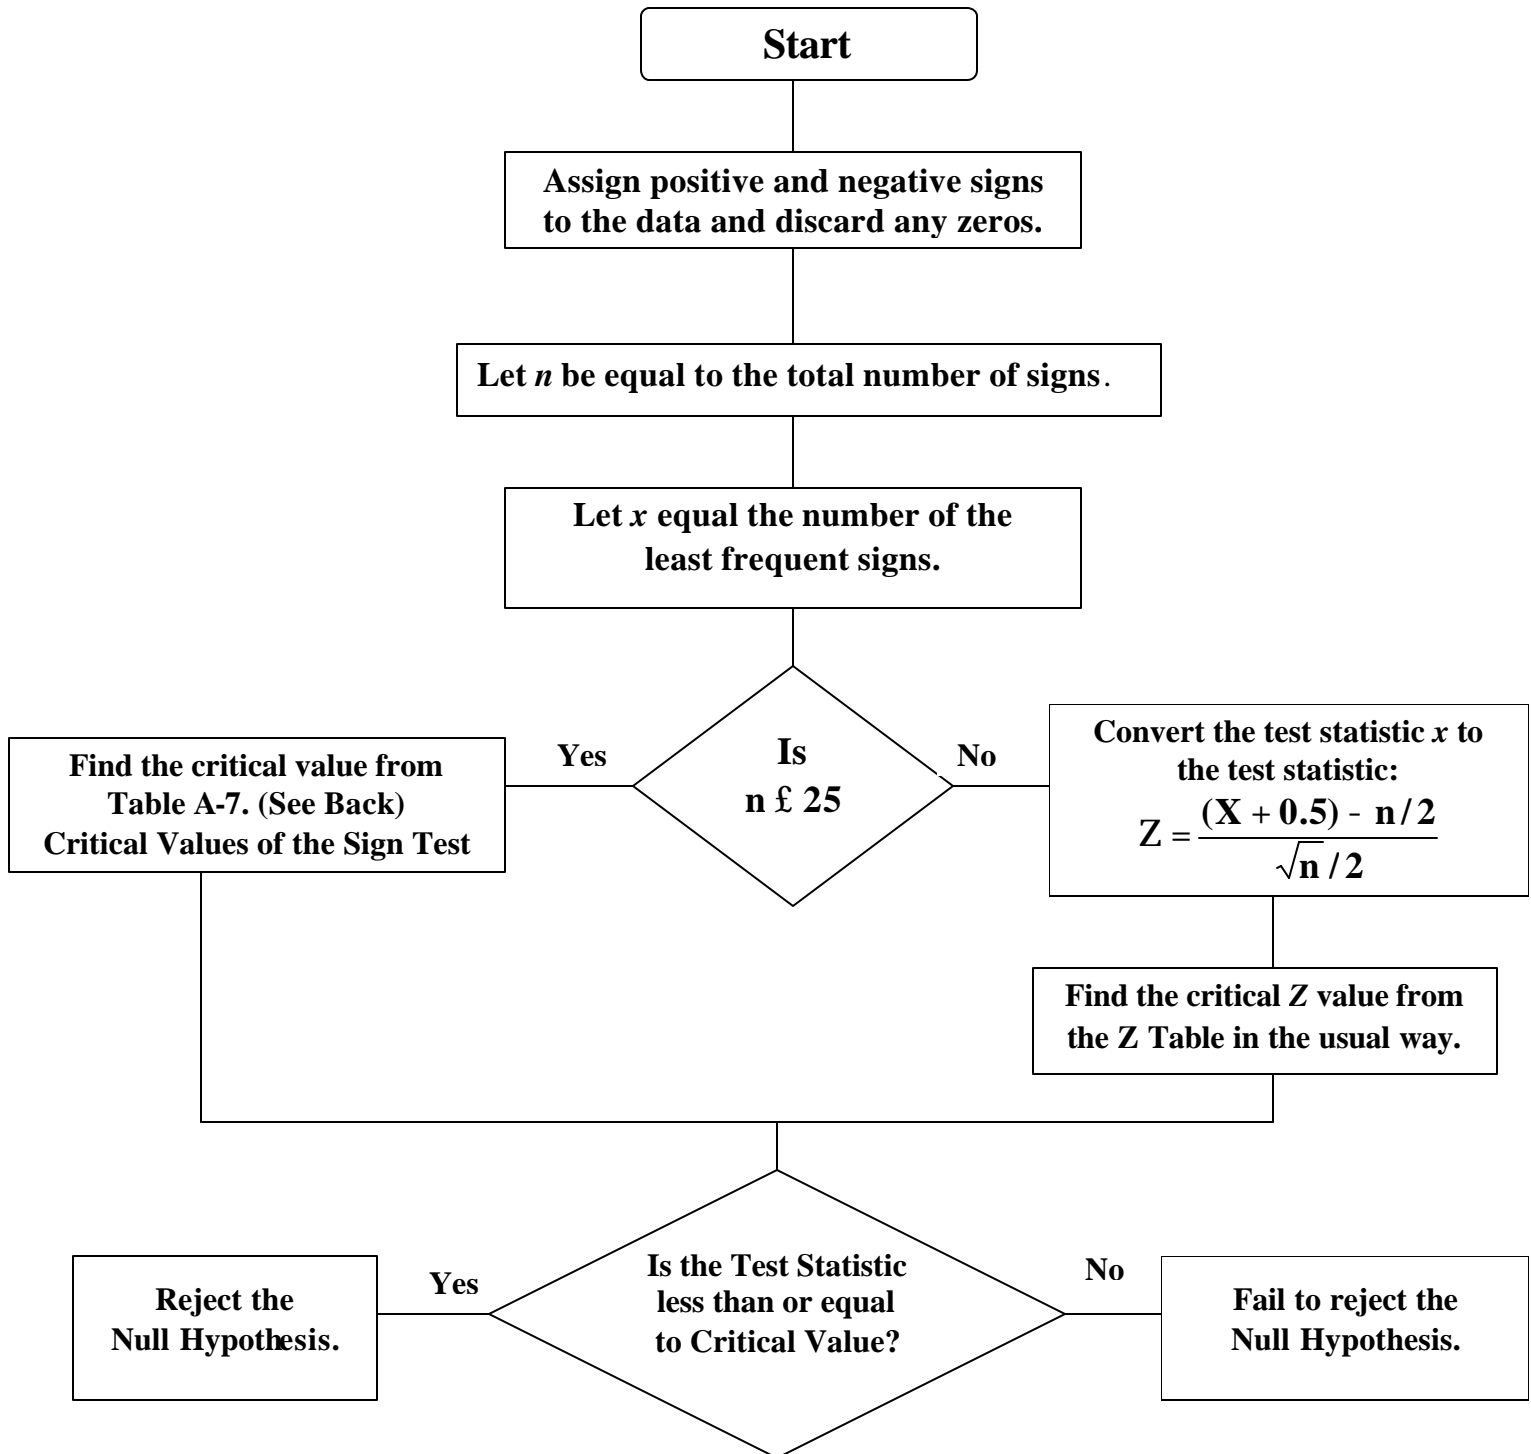 Start
Assign positive and negative signs
to the data and discard any zeros.
Let n be equal to the total number of signs.
Let x equal the number of the
least frequent signs.
Is
n £ 25
Yes
No
Find the critical value from
Table A-7. (See Back)
Critical Values of the Sign Test
Convert the test statistic x to
the test statistic:
Z = (X + 0.5) - n / 2
√n / 2
Find the critical Z value from
the Z Table in the usual way.
Is the Test Statistic
less than or equal
to Critical Value?
Yes
No
Reject the
Null Hypothesis.
Fail to reject the
Null Hypothesis.